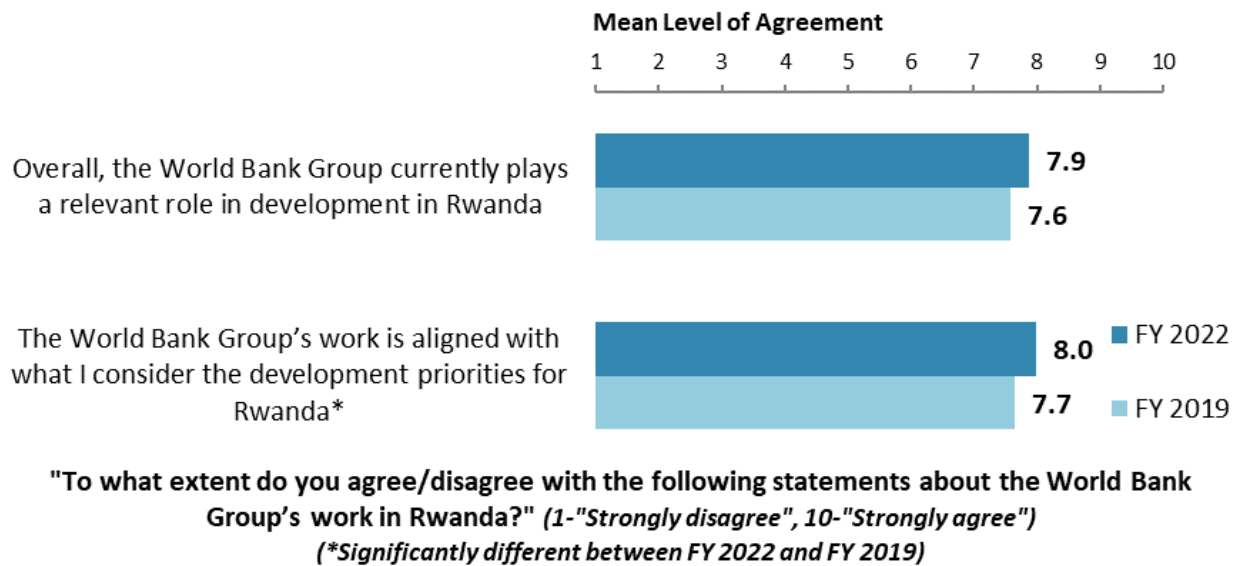 Mean Level of Agreement
1 2 3 4 5 6 7 8 9 10
Overall, the World Bank Group currently plays
a relevant role in development in Rwanda
7.9
7.6
The World Bank Group’s work is aligned with
what I consider the development priorities for
Rwanda*
8.0
7.7
FY 2022
FY 2019
"To what extent do you agree/disagree with the following statements about the World Bank
Group’s work in Rwanda?" (1-"Strongly disagree", 10-"Strongly agree")
(*Significantly different between FY 2022 and FY 2019)